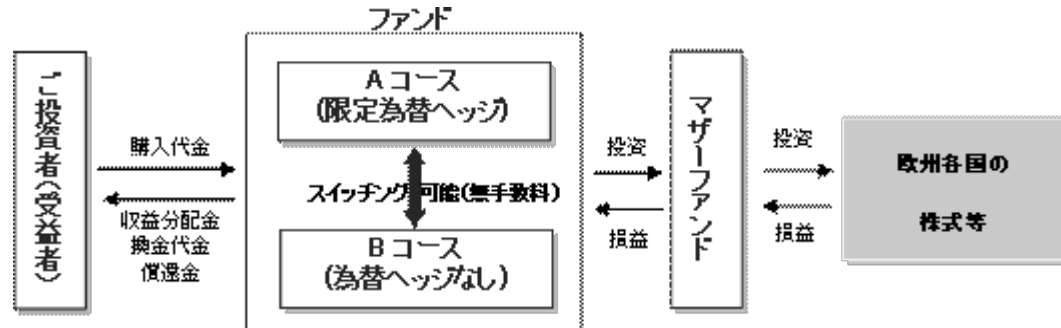 ファンド
ご投資者(受益者)
購入代金
収益分配金
換金代金
償還金
Aコース
(限定為替ヘッジ)
スイッチング可能(無手数料)
Bコース
(為替ヘッジなし)
投資
損益
マザーファンド
投資
損益
欧州各国の
株式等